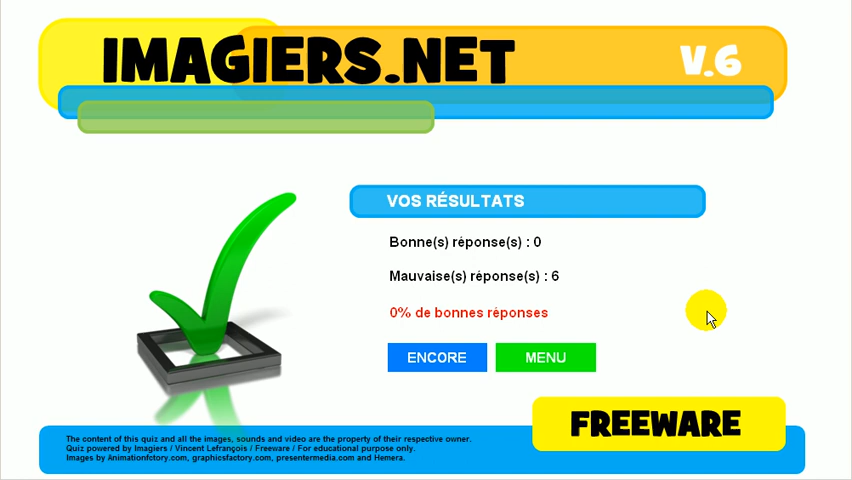 IMAGIERS.NET
V.6
VOS RÉSULTATS
Bonne(s) réponse(s) : 0
Mauvaise(s) réponse(s) : 6
0% de bonnes réponses
ENCORE
MENU
FREEWARE
The content of this quiz and all the images, sounds and video are the property of their respective owner.
Quiz powered by Imagiers / Vincent Lefrançois / Freeware / For educational purpose only.
Images by Animationfctory.com, graphicsfactory.com, presentermedia.com and Hemera.